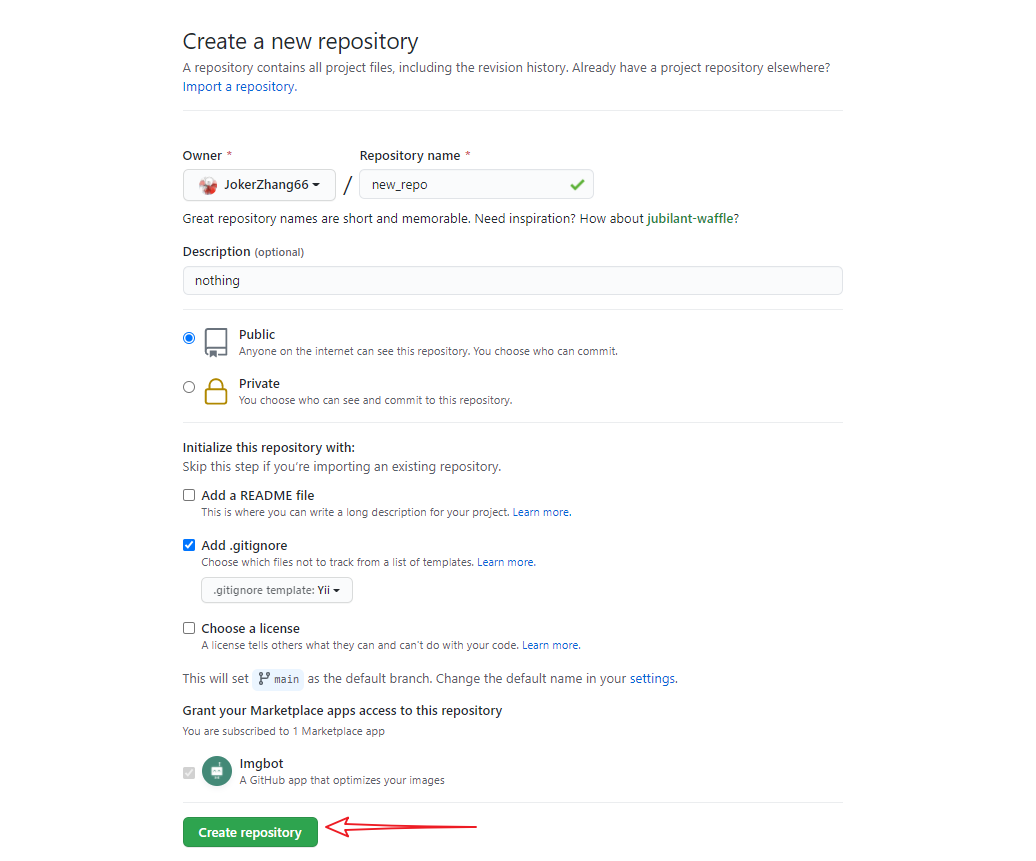 Create a new repository
A repository contains all project files, including the revision history. Already have a project repository elsewhere?
Import a repository.
Owner * Repository name *
JokerZhang66 / new_repo
Great repository names are short and memorable. Need inspiration? How about jubilant-waffle?
Description (optional)
nothing
Public
Anyone on the internet can see this repository. You choose who can commit.
Private
You choose who can see and commit to this repository.
Initialize this repository with:
Skip this step if you're importing an existing repository.
Add a README file
This is where you can write a long description for your project. Learn more.
Add .gitignore
Choose which files not to track from a list of templates. Learn more.
.gitignore template: Yii
Choose a license
A license tells others what they can and can't do with your code. Learn more.
This will set main as the default branch. Change the default name in your settings.
Grant your Marketplace apps access to this repository
You are subscribed to 1 Marketplace app
Imgbot
A GitHub app that optimizes your images
Create repository